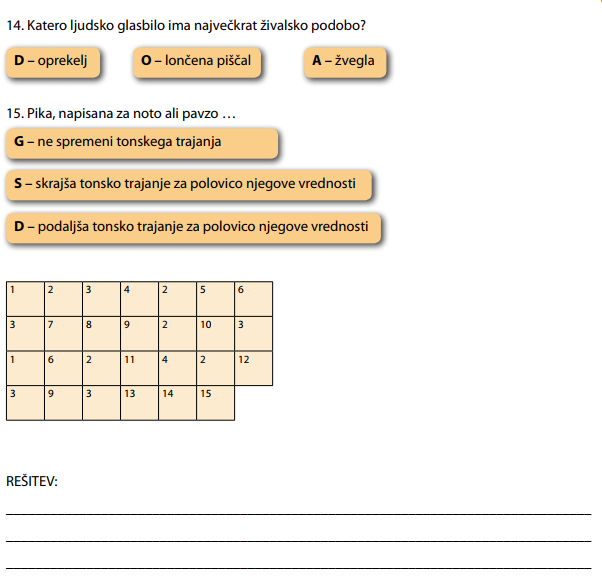 14. Katero ljudsko glasbilo ima največkrat živalsko podobo?
D – oprekelj O – lončena piščal A – žvegla
15. Pika, napisana za noto ali pavzo …
G – ne spremeni tonskega trajanja
S – skrajša tonsko trajanje za polovico njegove vrednosti
D – podaljša tonsko trajanje za polovico njegove vrednosti
1 2 3 4 2 5 6
3 7 8 9 2 10 3
1 6 2 11 4 2 12
3 9 3 13 14 15
REŠITEV: